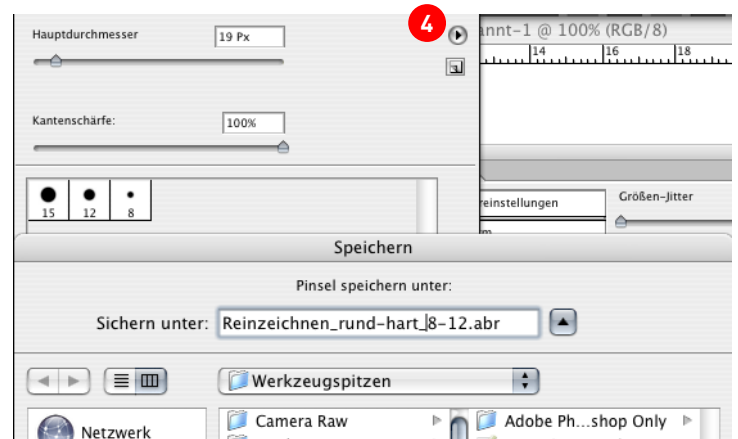 Hauptdurchmesser
19 Px
4
annt-1 @ 100% (RGB/8)
14 16 18
Kantenschärfe:
100%
15 12 8
reinstellungen
Größen-Jitter
Speichern
Pinsel speichern unter:
Sichern unter: Reinzeichnen_rund-hart_8-12.abr
Werkzeugspitzen
Netzwerk
Camera Raw
Adobe Ph...shop Only